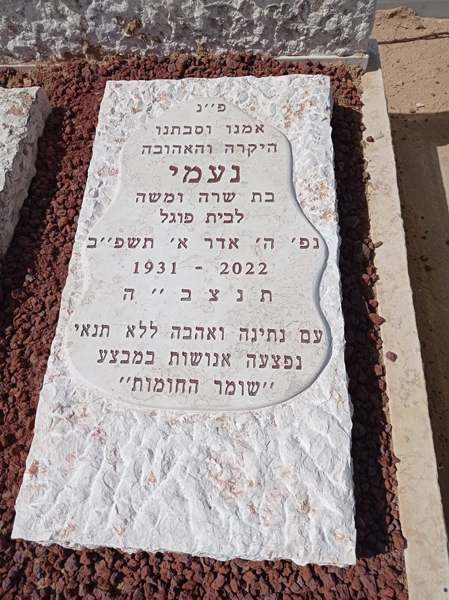 פ״נ
אמנו וסבתנו
היקרה והאהובה
נעמי
בת שרה ומשה
לבית פוגל
נפ׳ ה׳ אדר א׳ תשפ״ב
1931 - 2022
ת נ צ ב ״ ה
עם נתינה ואהבה ללא תנאי
נפצעה אנושות במבצע
״שומר החומות״